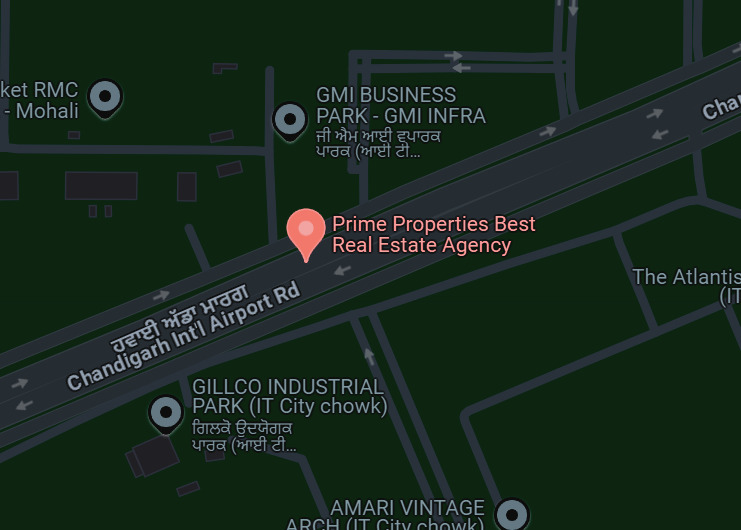 ket RMC
- Mohali
GMI BUSINESS
PARK - GMI INFRA
ਜੀ ਐਮ ਆਈ ਵਪਾਰਕ
ਪਾਰਕ (ਆਈ ਟੀ...
Chan
Prime Properties Best
Real Estate Agency
The Atlantis
(IT
ਹਵਾਈ ਅੱਡਾ ਮਾਰਗ
Chandigarh Int'l Airport Rd
GILLCO INDUSTRIAL
PARK (IT City chowk)
ਗਿਲਕੋ ਉਦਯੋਗਕ
ਪਾਰਕ (ਆਈ ਟੀ...
AMARI VINTAGE
ARCH (IT City chowk)